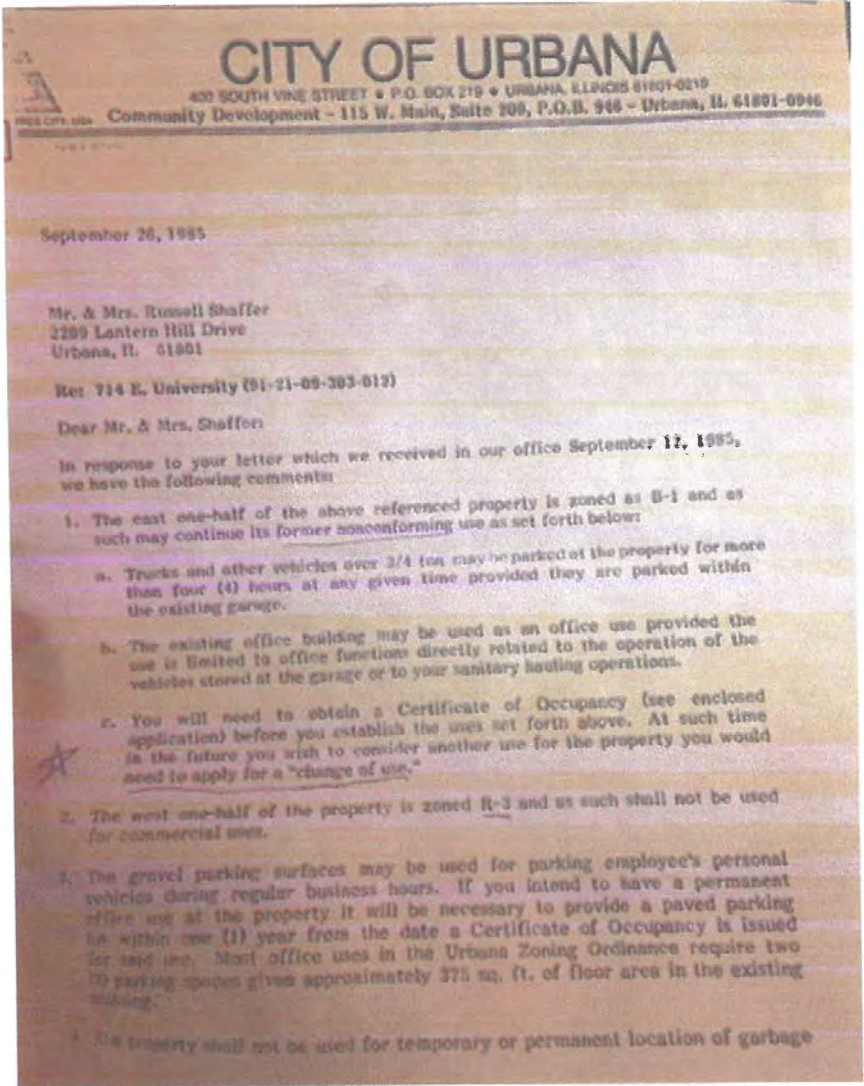 CITY OF URBANA
400 SOUTH VINE STREET • P.O. BOX 219 • URBANA, ILLINOIS 61801-0219
TREE CITY, USA
Community Development - 115 W. Main, Suite 200, P.O.B. 946 - Urbana, IL 61801-0946
September 26, 1985
Mr. & Mrs. Russell Shaffer
2209 Lantern Hill Drive
Urbana, IL 61801
Re: 714 E. University (91-21-09-303-012)
Dear Mr. & Mrs. Shaffer:
In response to your letter which we received in our office September 12, 1985,
we have the following comments:
1. The east one-half of the above referenced property is zoned as B-1 and as
such may continue its former nonconforming use as set forth below:
a. Trucks and other vehicles over 3/4 ton may be parked at the property for more
than four (4) hours at any given time provided they are parked within
the existing garage.
b. The existing office building may be used as an office use provided the
use is limited to office functions directly related to the operation of the
vehicles stored at the garage or to your sanitary hauling operations.
c. You will need to obtain a Certificate of Occupancy (see enclosed
application) before you establish the uses set forth above. At such time
in the future you wish to consider another use for the property you would
need to apply for a "change of use."
2. The west one-half of the property is zoned R-3 and as such shall not be used
for commercial uses.
3. The gravel parking surfaces may be used for parking employee's personal
vehicles during regular business hours. If you intend to have a permanent
office use at the property it will be necessary to provide a paved parking
lot within one (1) year from the date a Certificate of Occupancy is issued
for said use. Most office uses in the Urbana Zoning Ordinance require two
(2) parking spaces given approximately 375 sq. ft. of floor area in the existing
building.
property shall not be used for temporary or permanent location of garbage